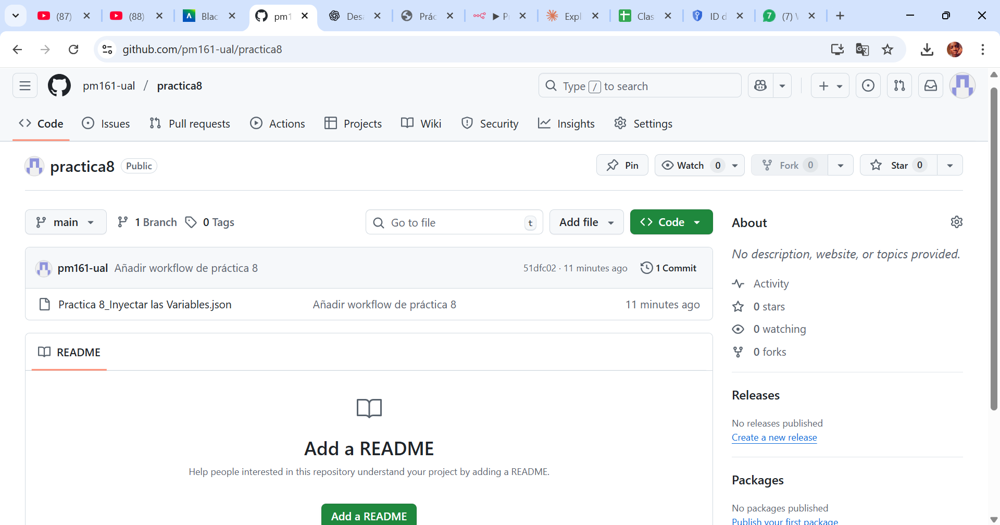 (87)
(88)
Blac
pm1
Des
Prác
P
Expl
Clas
ID d
7
(7)
github.com/pm161-ual/practica8
pm161-ual / practica8
Type / to search
Code
Issues
Pull requests
Actions
Projects
Wiki
Security
Insights
Settings
practica8
Public
Pin
Watch 0
Fork 0
Star 0
main
1 Branch
0 Tags
Go to file
t
Add file
Code
About
No description, website, or topics provided.
pm161-ual Añadir workflow de práctica 8
51dfc02 · 11 minutes ago
1 Commit
Practica 8_Inyectar las Variables.json
Añadir workflow de práctica 8
11 minutes ago
Activity
0 stars
0 watching
0 forks
README
Add a README
Help people interested in this repository understand your project by adding a README.
Add a README
Releases
No releases published
Create a new release
Packages
No packages published
Publish your first package